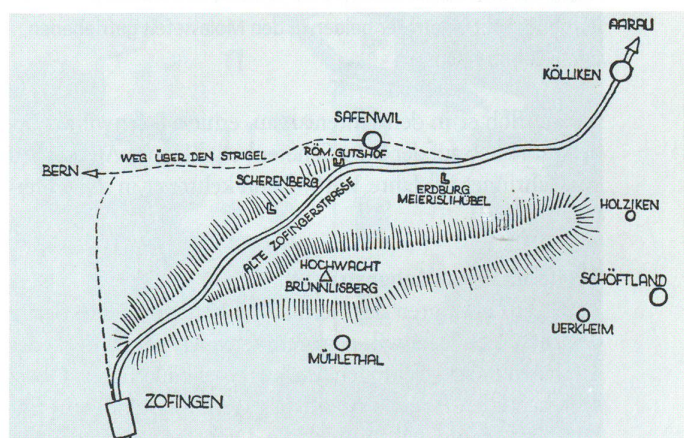 AARAU
KÖLLIKEN
SAFENWIL
WEG ÜBER DEN STRIGEL
RÖM. GUTSHOF
BERN
SCHERENBERG
ERDBURG
MEIERISLIHÜBEL
ALTE ZOFINGERSTRASSE
HOLZIKEN
HOCHWACHT
BRÜNNLISBERG
SCHÖFTLAND
UERKHEIM
MÜHLETHAL
ZOFINGEN